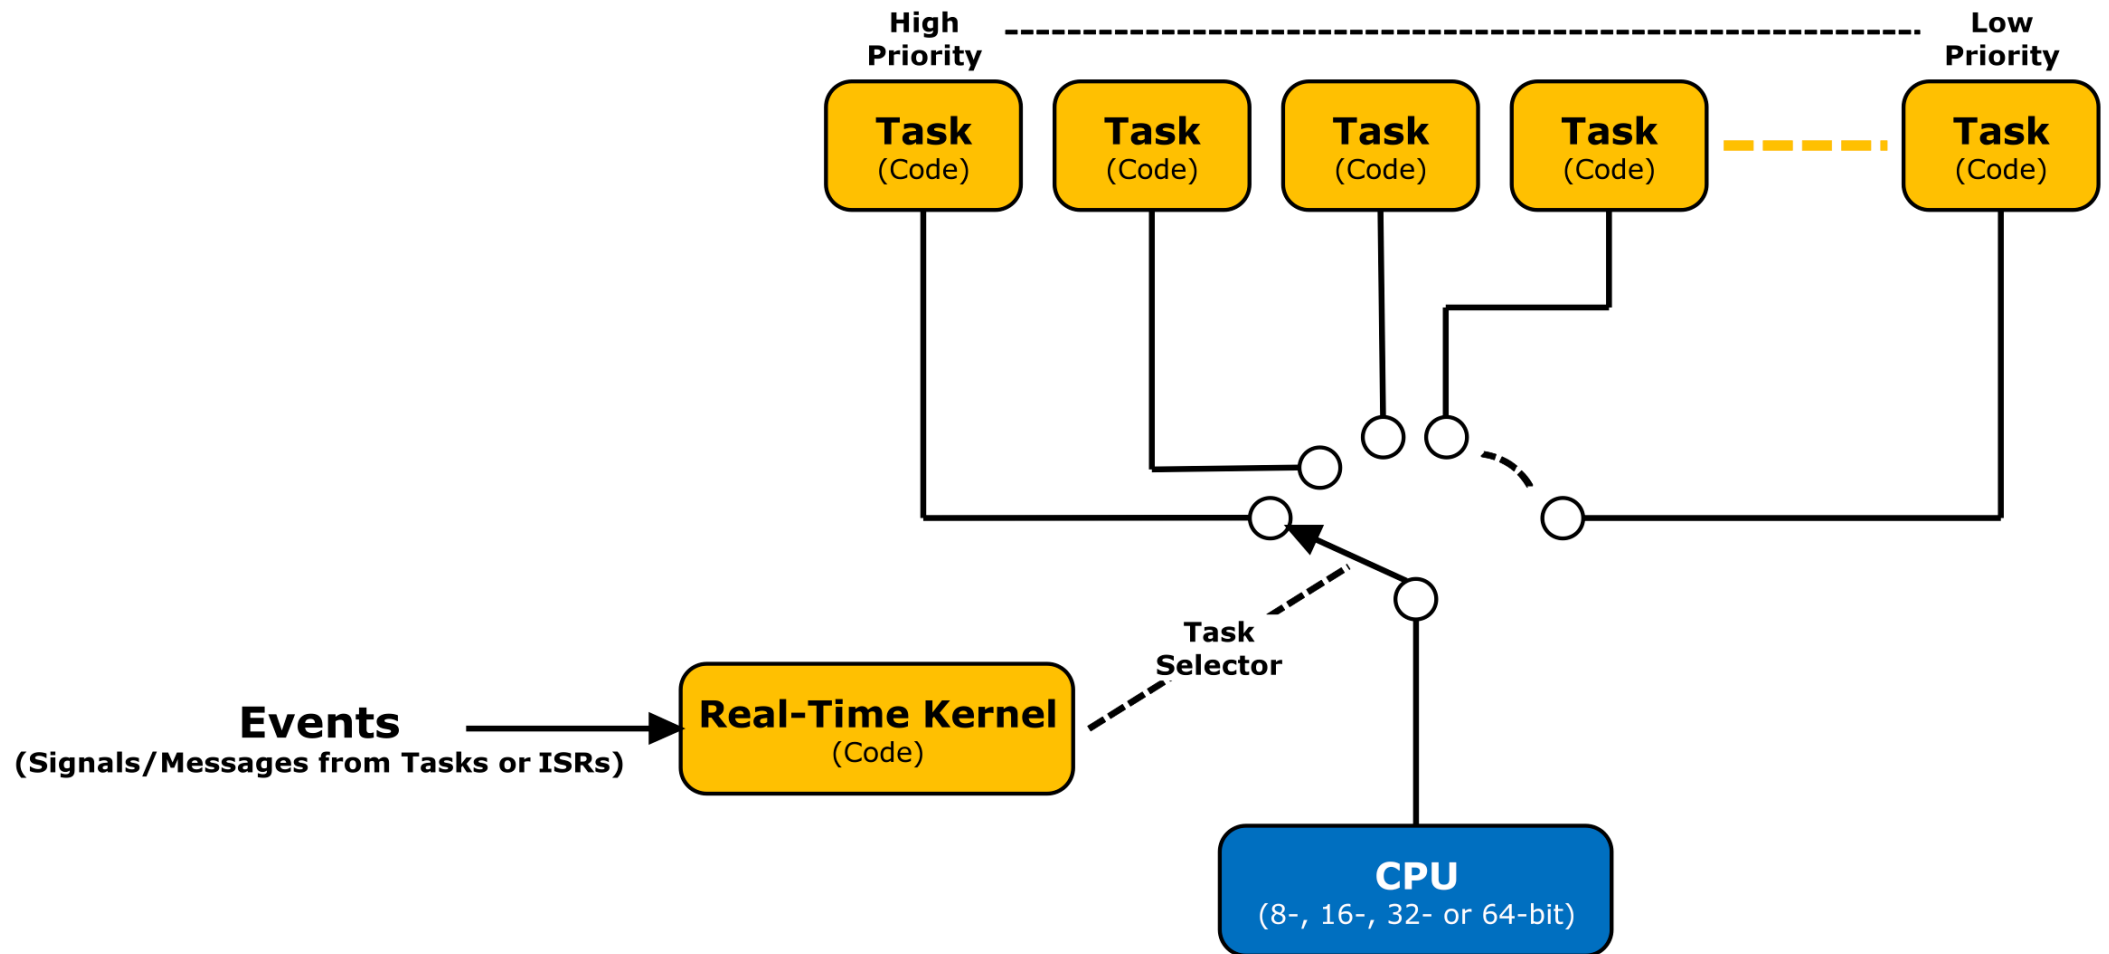 High
Priority
Low
Priority
Task
(Code)
Task
(Code)
Task
(Code)
Task
(Code)
Task
(Code)
Task
Selector
Events
(Signals/Messages from Tasks or ISRs)
Real-Time Kernel
(Code)
CPU
(8-, 16-, 32- or 64-bit)